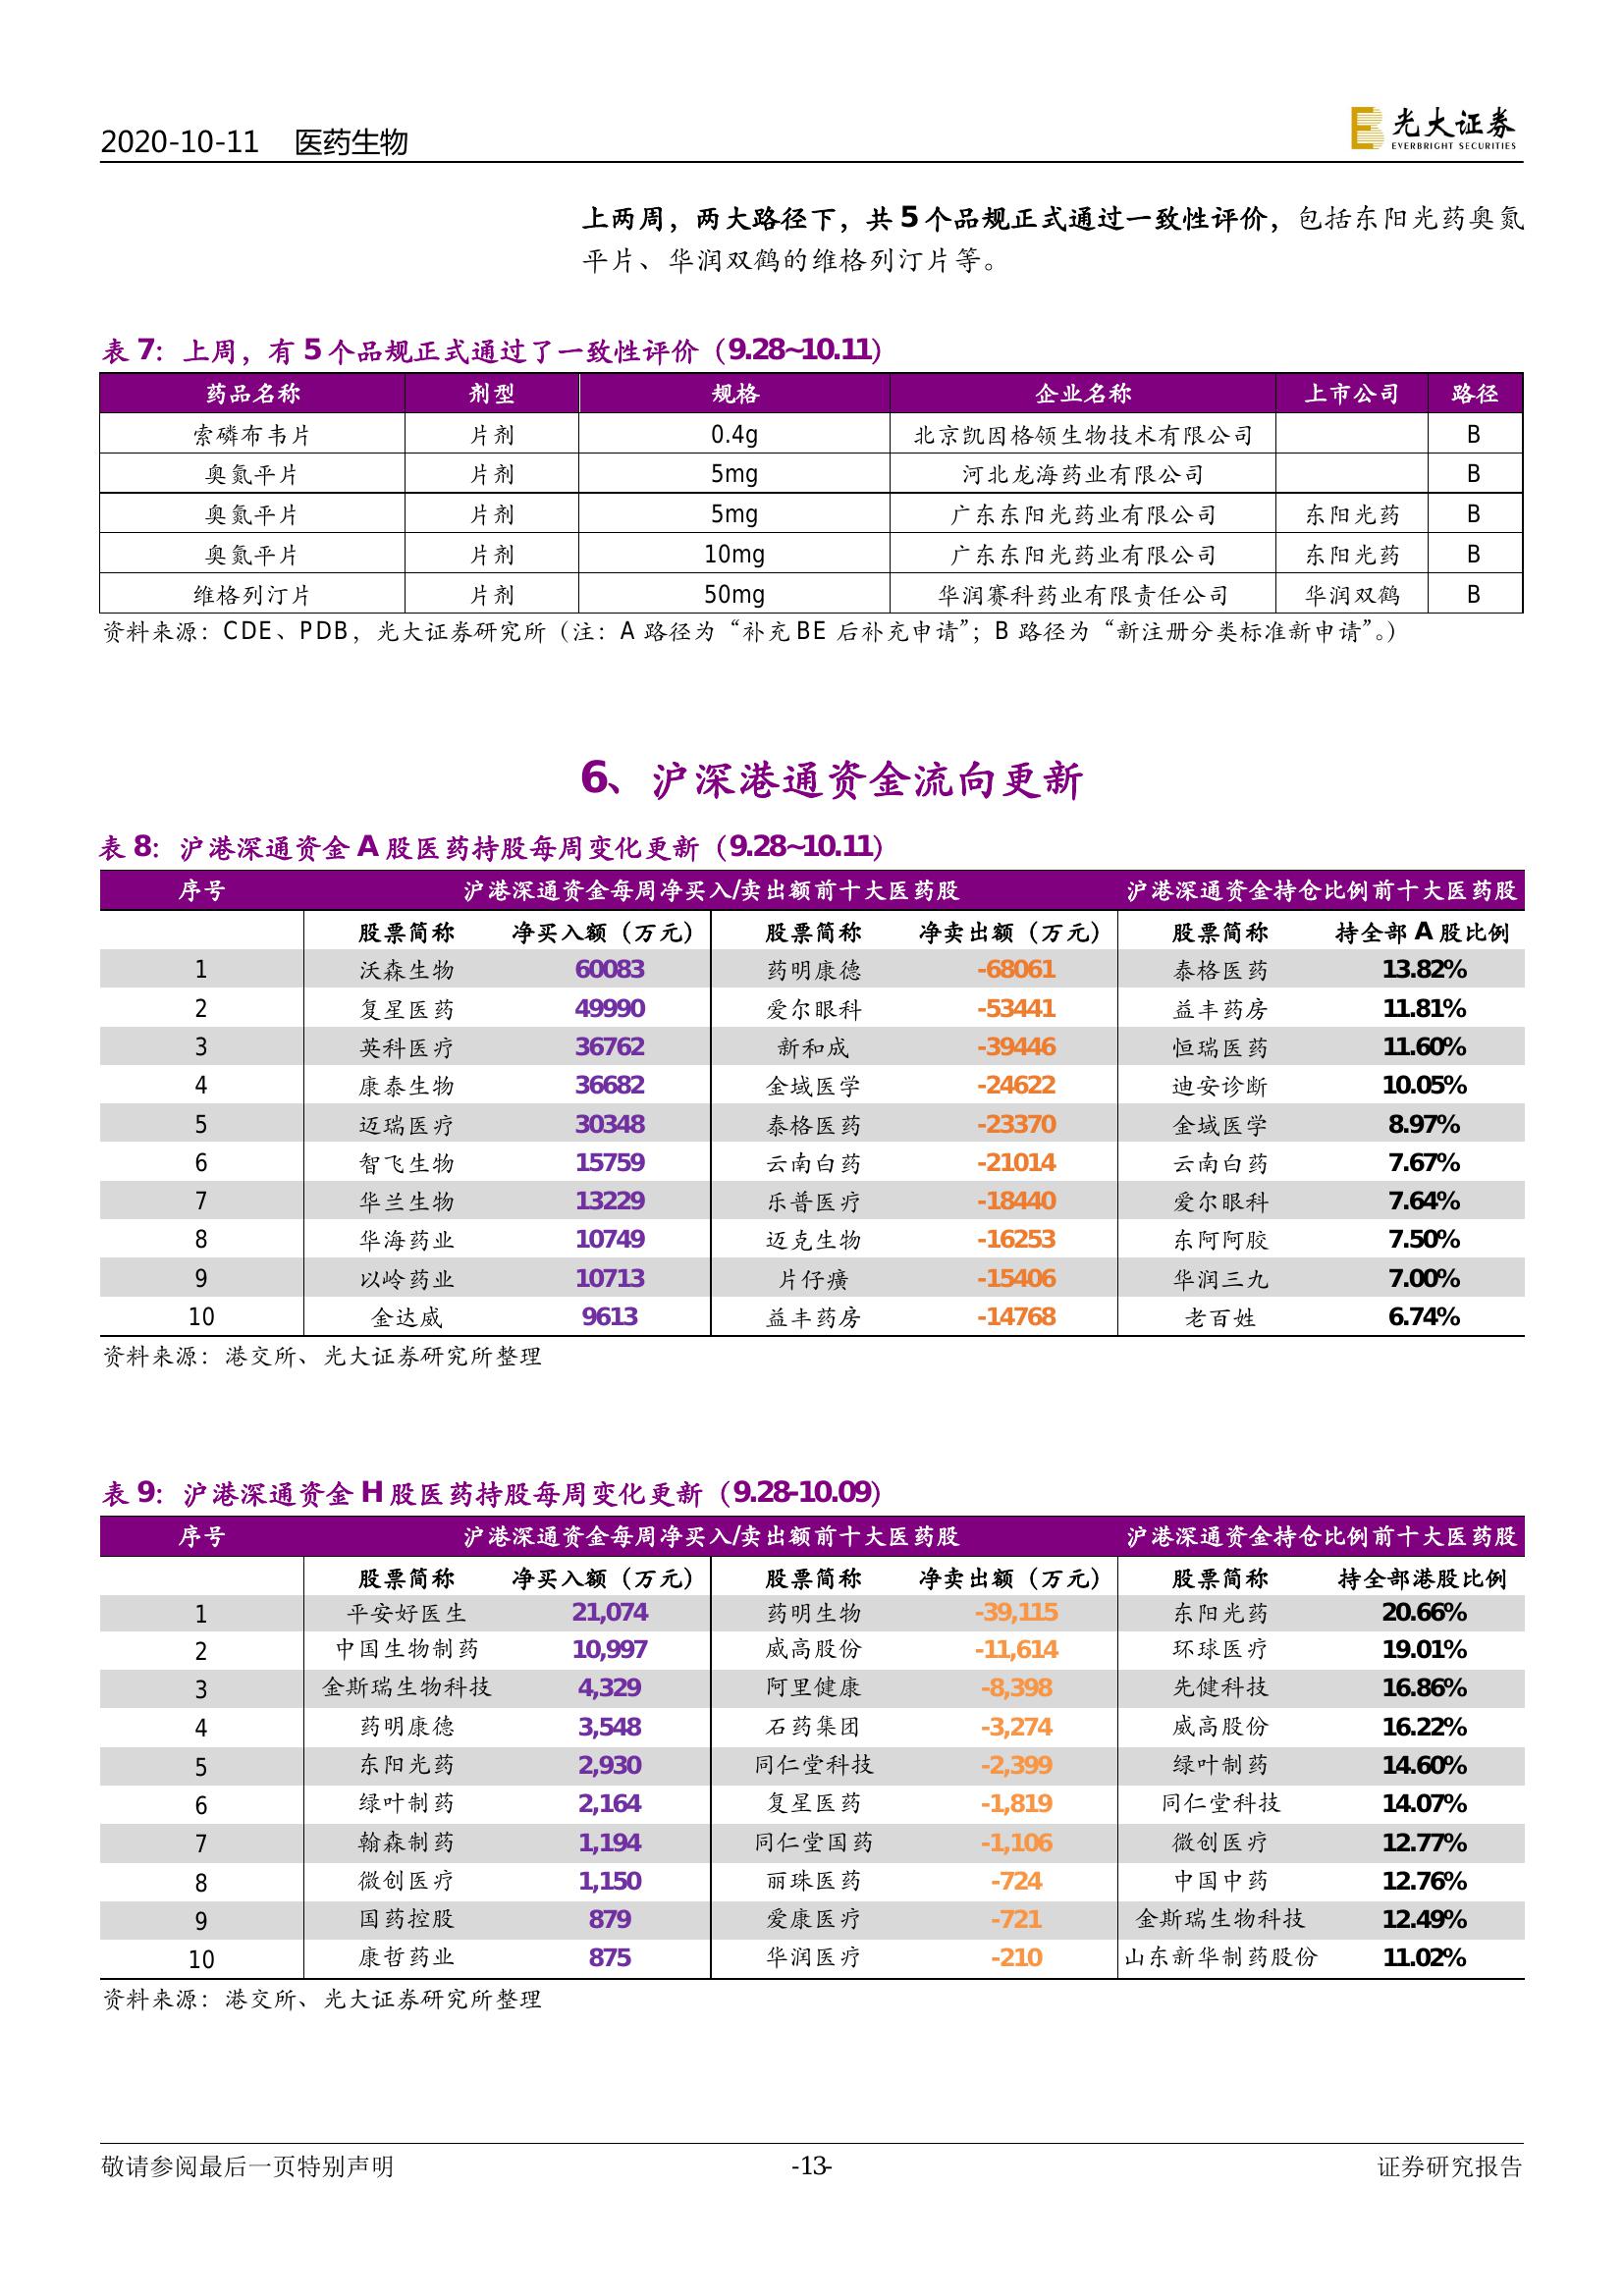 2020-10-11 医药生物
光大证券
EVERBRIGHT SECURITIES
上两周，两大路径下，共 5 个品规正式通过一致性评价，包括东阳光药奥氮
平片、华润双鹤的维格列汀片等。
表 7：上周，有 5 个品规正式通过了一致性评价（9.28~10.11）
药品名称 剂型 规格 企业名称 上市公司 路径
索磷布韦片 片剂 0.4g 北京凯因格领生物技术有限公司 B
奥氮平片 片剂 5mg 河北龙海药业有限公司 B
奥氮平片 片剂 5mg 广东东阳光药业有限公司 东阳光药 B
奥氮平片 片剂 10mg 广东东阳光药业有限公司 东阳光药 B
维格列汀片 片剂 50mg 华润赛科药业有限责任公司 华润双鹤 B
资料来源：CDE、PDB，光大证券研究所（注：A 路径为“补充 BE 后补充申请”；B 路径为“新注册分类标准新申请”。）
6、沪深港通资金流向更新
表 8：沪港深通资金 A 股医药持股每周变化更新（9.28~10.11）
序号 沪港深通资金每周净买入/卖出额前十大医药股 沪港深通资金持仓比例前十大医药股
股票简称 净买入额（万元） 股票简称 净卖出额（万元） 股票简称 持全部 A 股比例
1 沃森生物 60083 药明康德 -68061 泰格医药 13.82%
2 复星医药 49990 爱尔眼科 -53441 益丰药房 11.81%
3 英科医疗 36762 新和成 -39446 恒瑞医药 11.60%
4 康泰生物 36682 金域医学 -24622 迪安诊断 10.05%
5 迈瑞医疗 30348 泰格医药 -23370 金域医学 8.97%
6 智飞生物 15759 云南白药 -21014 云南白药 7.67%
7 华兰生物 13229 乐普医疗 -18440 爱尔眼科 7.64%
8 华海药业 10749 迈克生物 -16253 东阿阿胶 7.50%
9 以岭药业 10713 片仔癀 -15406 华润三九 7.00%
10 金达威 9613 益丰药房 -14768 老百姓 6.74%
资料来源：港交所、光大证券研究所整理
表 9：沪港深通资金 H 股医药持股每周变化更新（9.28-10.09）
序号 沪港深通资金每周净买入/卖出额前十大医药股 沪港深通资金持仓比例前十大医药股
股票简称 净买入额（万元） 股票简称 净卖出额（万元） 股票简称 持全部港股比例
1 平安好医生 21,074 药明生物 -39,115 东阳光药 20.66%
2 中国生物制药 10,997 威高股份 -11,614 环球医疗 19.01%
3 金斯瑞生物科技 4,329 阿里健康 -8,398 先健科技 16.86%
4 药明康德 3,548 石药集团 -3,274 威高股份 16.22%
5 东阳光药 2,930 同仁堂科技 -2,399 绿叶制药 14.60%
6 绿叶制药 2,164 复星医药 -1,819 同仁堂科技 14.07%
7 翰森制药 1,194 同仁堂国药 -1,106 微创医疗 12.77%
8 微创医疗 1,150 丽珠医药 -724 中国中药 12.76%
9 国药控股 879 爱康医疗 -721 金斯瑞生物科技 12.49%
10 康哲药业 875 华润医疗 -210 山东新华制药股份 11.02%
资料来源：港交所、光大证券研究所整理
敬请参阅最后一页特别声明 -13- 证券研究报告